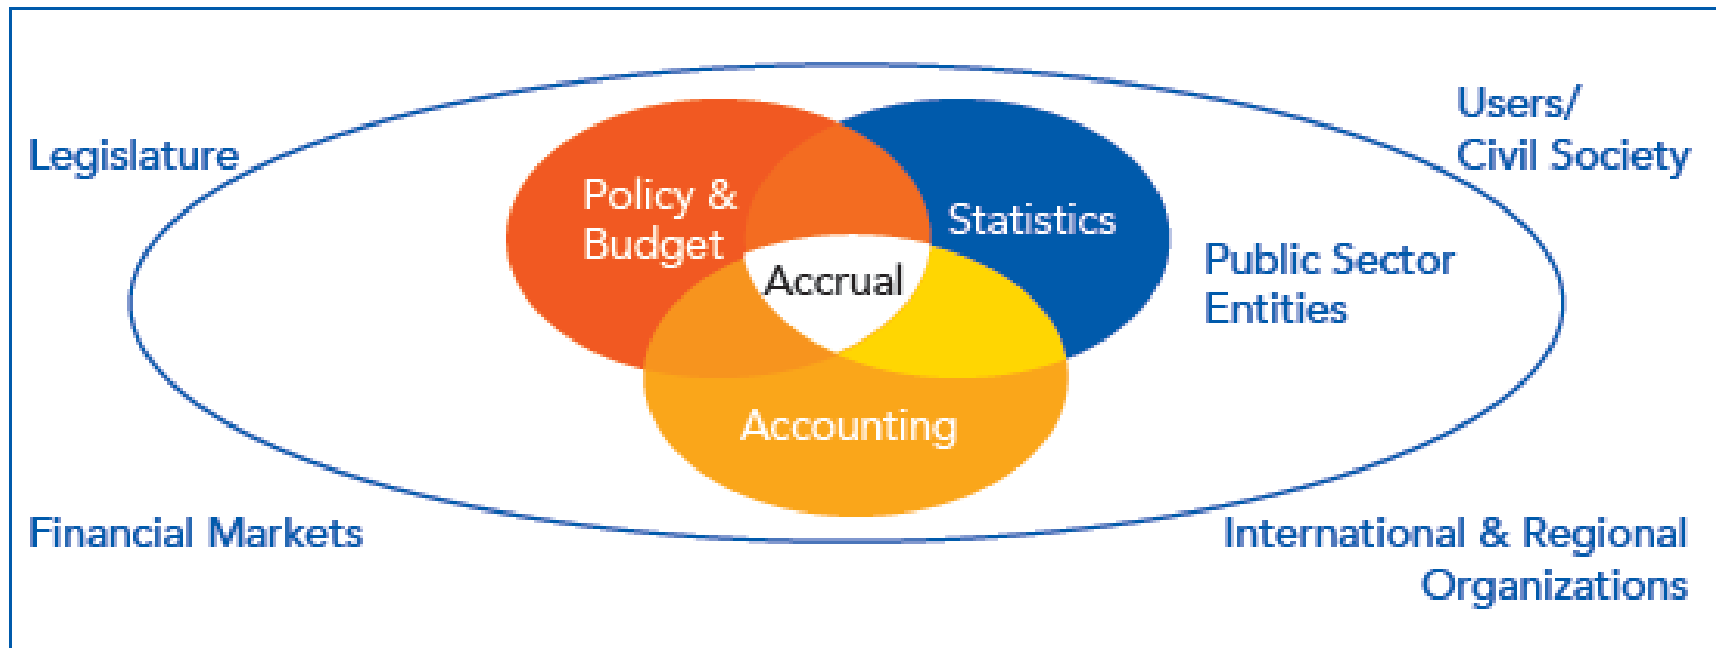 Legislature
Users/
Civil Society
Policy &
Budget
Statistics
Accrual
Public Sector
Entities
Accounting
Financial Markets
International & Regional
Organizations